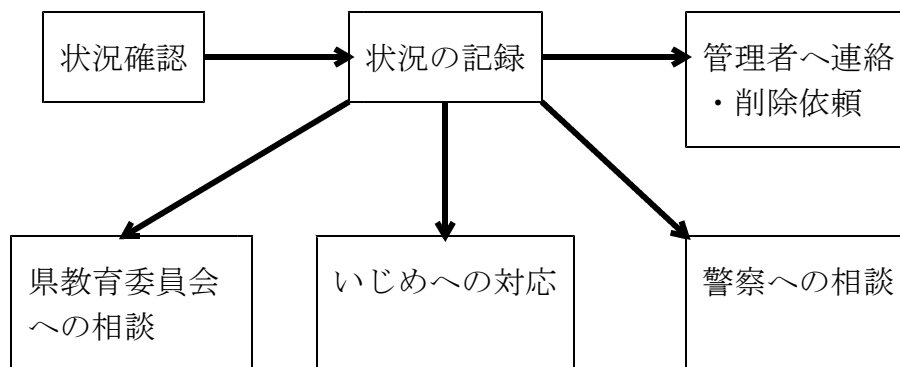 状況確認
状況の記録
管理者へ連絡
・削除依頼
県教育委員会
への相談
いじめへの対応
警察への相談